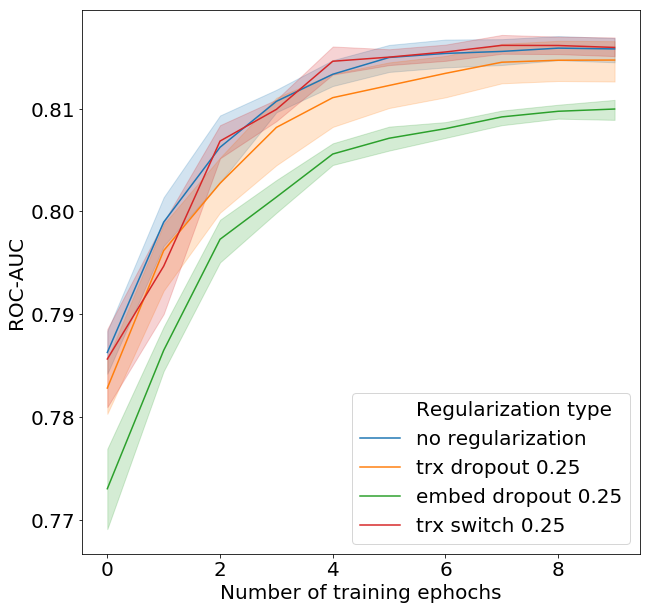 ROC-AUC
0.81
0.80
0.79
0.78
0.77
Regularization type
no regularization
trx dropout 0.25
embed dropout 0.25
trx switch 0.25
0 2 4 6 8
Number of training ephochs